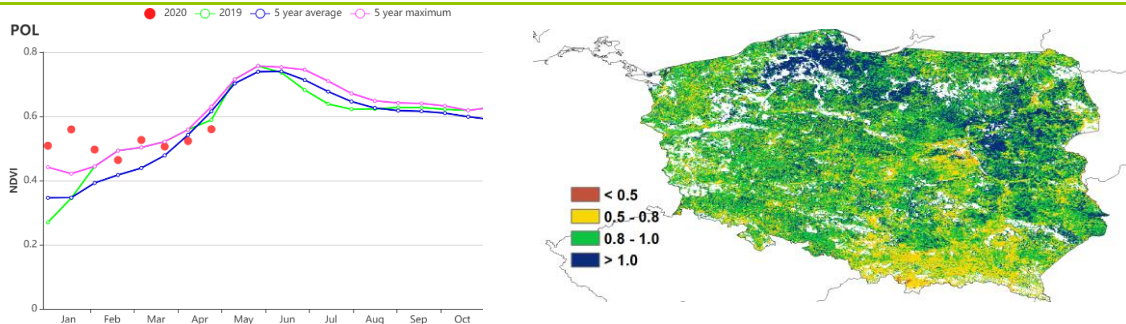 2020 2019 5 year average 5 year maximum
POL
0.8
0.6
0.4
0.2
0
NDVI
Jan Feb Mar Apr May Jun Jul Aug Sep Oct
< 0.5
0.5 - 0.8
0.8 - 1.0
> 1.0